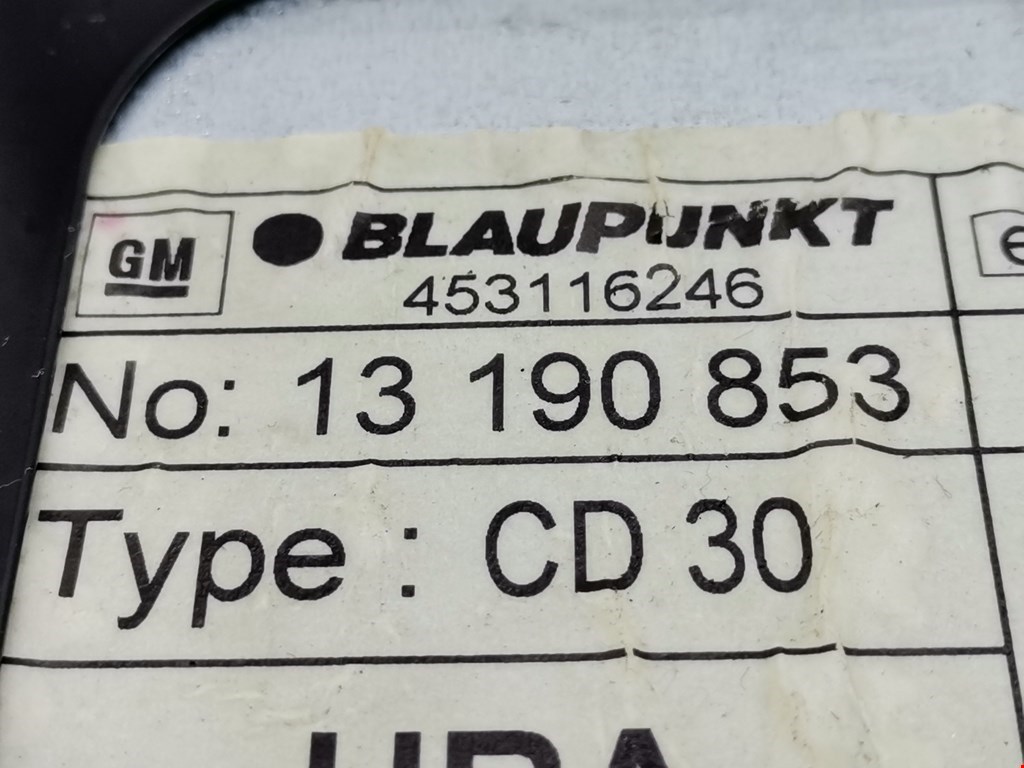 GM BLAUPUNKT e
453116246
No: 13 190 853
Type : CD 30